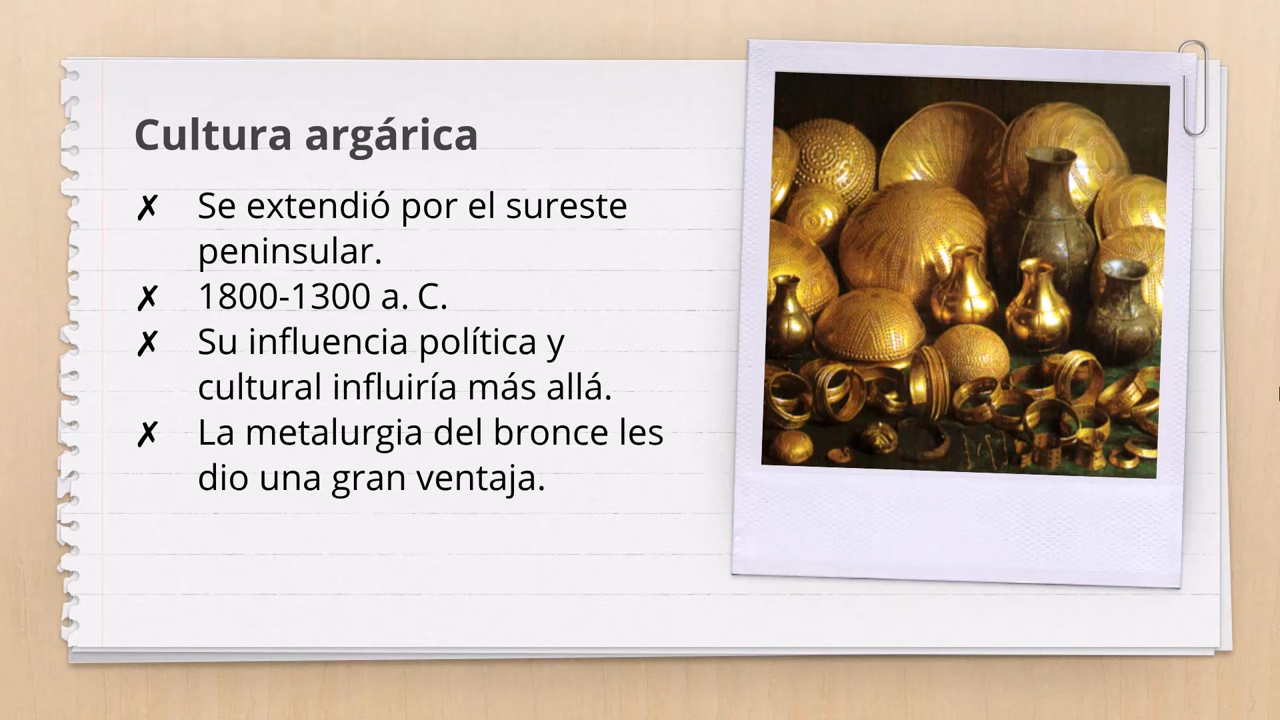 Cultura argárica
✗ Se extendió por el sureste
peninsular.
✗ 1800-1300 a. C.
✗ Su influencia política y
cultural influiría más allá.
✗ La metalurgia del bronce les
dio una gran ventaja.